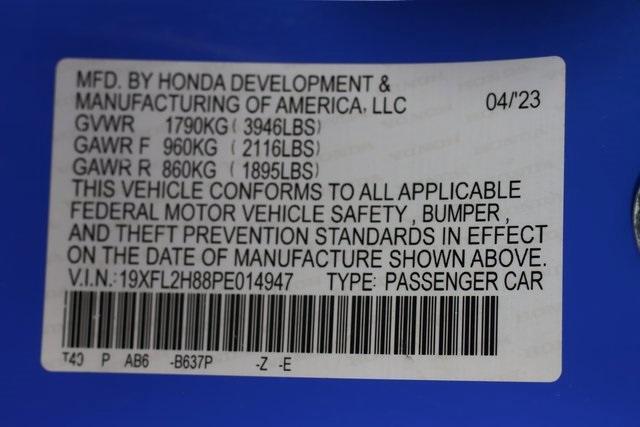 MFD. BY HONDA DEVELOPMENT &
MANUFACTURING OF AMERICA, LLC 04/'23
GVWR 1790KG ( 3946LBS)
GAWR F 960KG ( 2116LBS)
GAWR R 860KG ( 1895LBS)
THIS VEHICLE CONFORMS TO ALL APPLICABLE
FEDERAL MOTOR VEHICLE SAFETY , BUMPER ,
AND THEFT PREVENTION STANDARDS IN EFFECT
ON THE DATE OF MANUFACTURE SHOWN ABOVE.
V.I.N.:19XFL2H88PE014947 TYPE: PASSENGER CAR
T40 P AB6 -B637P -Z -E